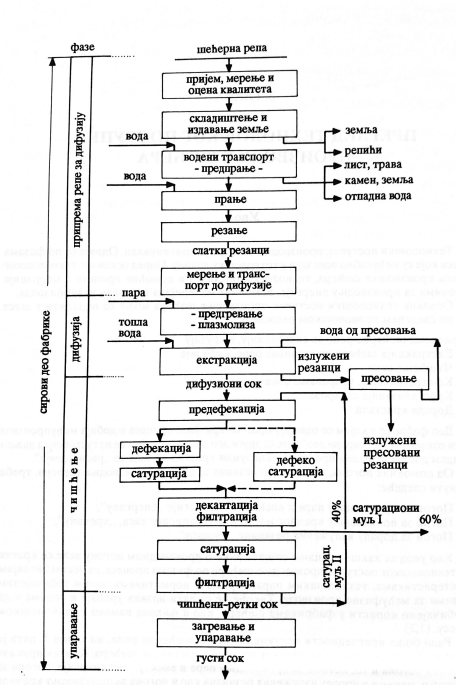 фазе
шећерна репа
пријем, мерење и
оцена квалитета
складиштење и
издавање земље
земља
репићи
вода
водени транспорт
- предпрање -
лист, трава
камен, земља
отпадна вода
вода
прање
резање
слатки резанци
мерење и транс-
порт до дифузије
припрема репе за дифузију
пара
- предгревање
- плазмолиза
топла
вода
екстракција
вода од пресовања
излужени
резанци
пресовање
дифузија
дифузиони сок
предефекација
излужени
пресовани
резанци
дефекација
сатурација
дефеко
сатурација
декантација
филтрација
40%
сатурациони
муљ I
60%
сатурација
филтрација
сатурац.
муљ II
чишћење
чишћени-ретки сок
загревање и
упаравање
упаравање
густи сок
сирови део фабрике